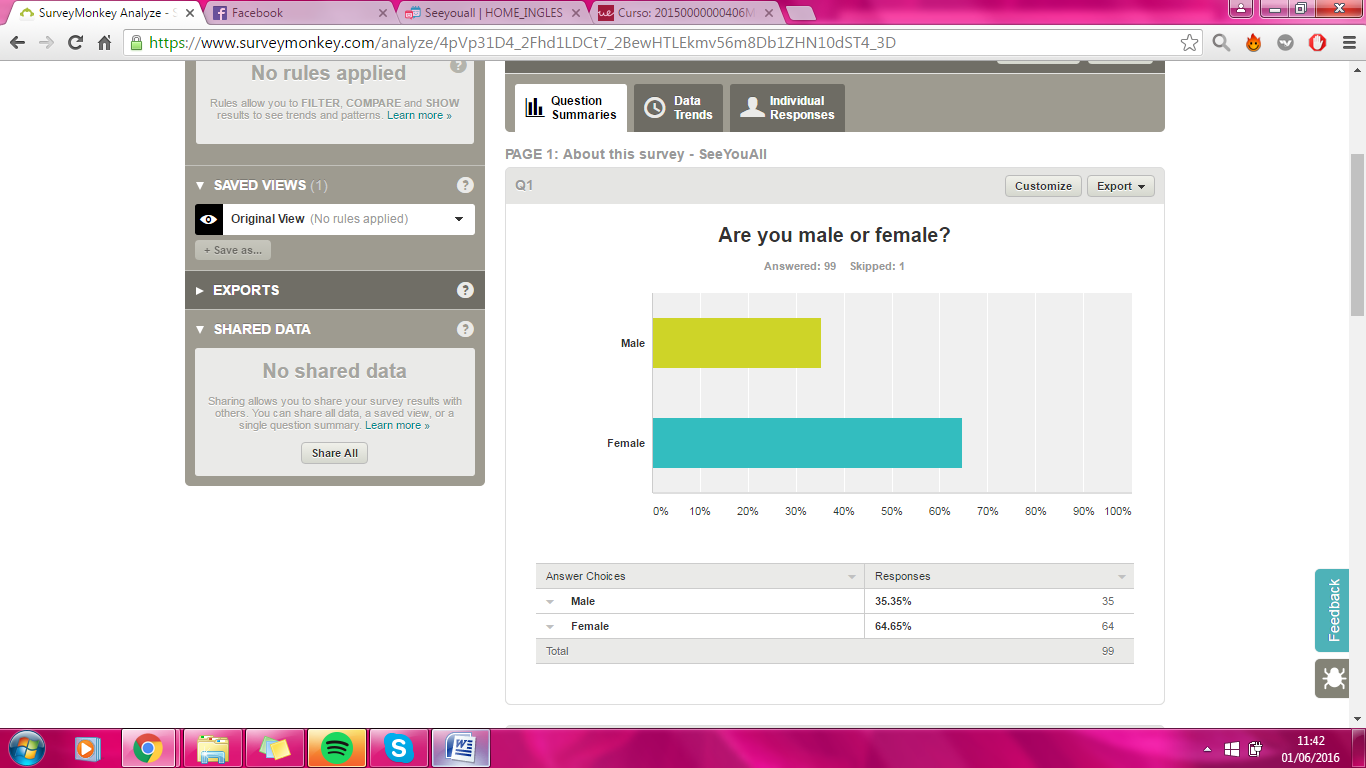 SurveyMonkey Analyze - S
Facebook
Seeyouall | HOME_INGLES
Curso: 20150000000406M
https://www.surveymonkey.com/analyze/4pVp31D4_2Fhd1LDCt7_2BewHTLEkmv56m8Db1ZHN10dST4_3D
No rules applied
?
Rules allow you to FILTER, COMPARE and SHOW
results to see trends and patterns. Learn more »
SAVED VIEWS (1)
?
Original View (No rules applied)
+ Save as...
EXPORTS
?
SHARED DATA
?
No shared data
Sharing allows you to share your survey results with
others. You can share all data, a saved view, or a
single question summary. Learn more »
Share All
Question
Summaries
Data
Trends
Individual
Responses
PAGE 1: About this survey - SeeYouAll
Q1
Customize
Export
Are you male or female?
Answered: 99 Skipped: 1
Male
Female
0% 10% 20% 30% 40% 50% 60% 70% 80% 90% 100%
Answer Choices Responses
Male 35.35% 35
Female 64.65% 64
Total 99
Feedback
11:42
01/06/2016